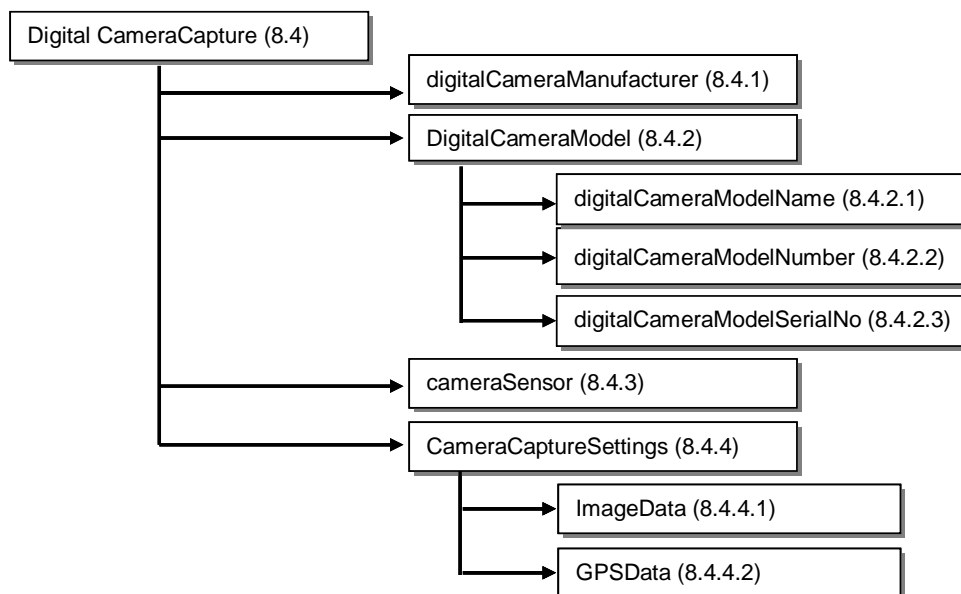 Digital CameraCapture (8.4)
digitalCameraManufacturer (8.4.1)
DigitalCameraModel (8.4.2)
digitalCameraModelName (8.4.2.1)
digitalCameraModelNumber (8.4.2.2)
digitalCameraModelSerialNo (8.4.2.3)
cameraSensor (8.4.3)
CameraCaptureSettings (8.4.4)
ImageData (8.4.4.1)
GPSData (8.4.4.2)